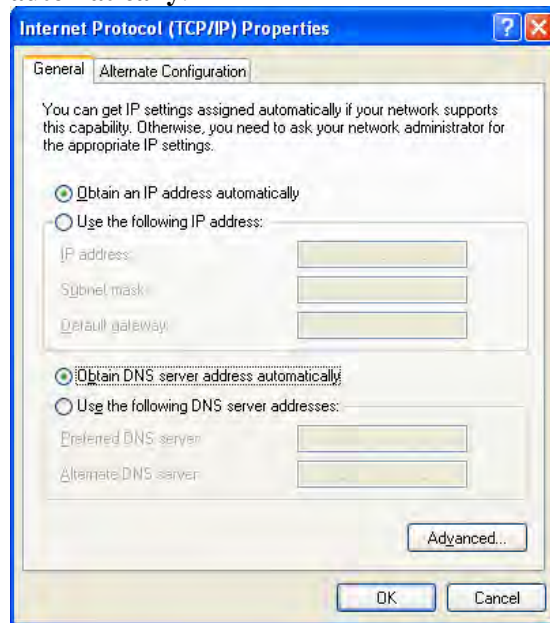 Internet Protocol (TCP/IP) Properties
General
Alternate Configuration
You can get IP settings assigned automatically if your network supports
this capability. Otherwise, you need to ask your network administrator for
the appropriate IP settings.
Obtain an IP address automatically
Use the following IP address:
IP address:
Subnet mask:
Default gateway:
Obtain DNS server address automatically
Use the following DNS server addresses:
Preferred DNS server:
Alternate DNS server:
Advanced...
OK
Cancel